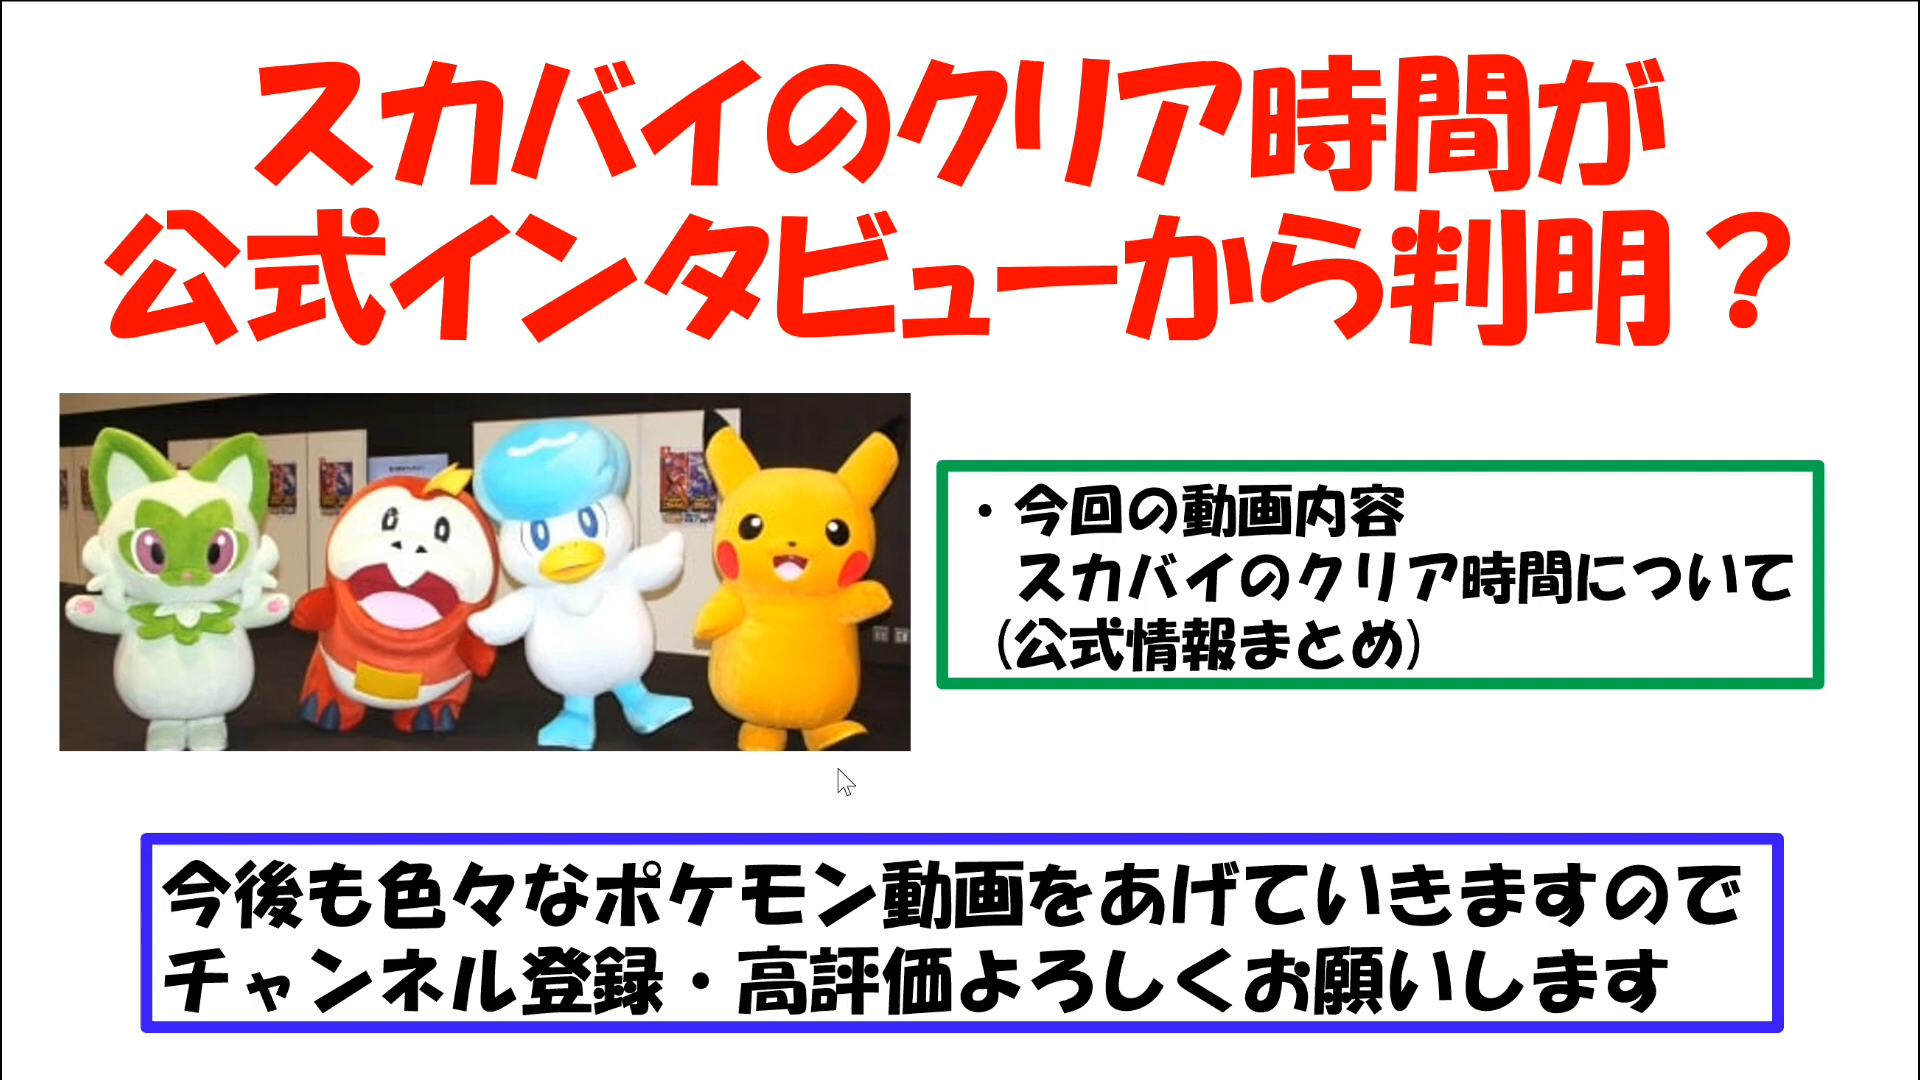 スカバイのクリア時間が
公式インタビューから判明？
・今回の動画内容
スカバイのクリア時間について
(公式情報まとめ)
今後も色々なポケモン動画をあげていきますので
チャンネル登録・高評価よろしくお願いします